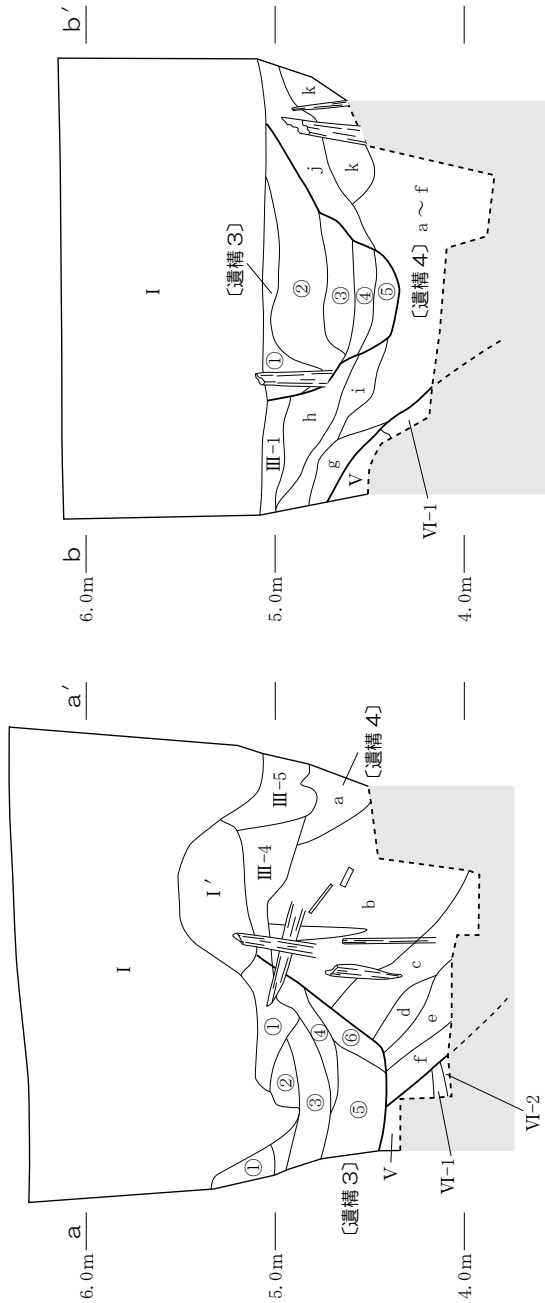 a
a′
6.0m
5.0m
4.0m
I
I′
Ⅲ-4
Ⅲ-5
①
①
②
③
④
⑤
⑥
a
b
c
d
e
f
V
Ⅵ-1
Ⅵ-2
〔遺構3〕
〔遺構4〕
b
b′
6.0m
5.0m
4.0m
I
Ⅲ-1
①
②
③
④
⑤
g
h
i
j
k
k
V
Ⅵ-1
〔遺構3〕
〔遺構4〕 a～f